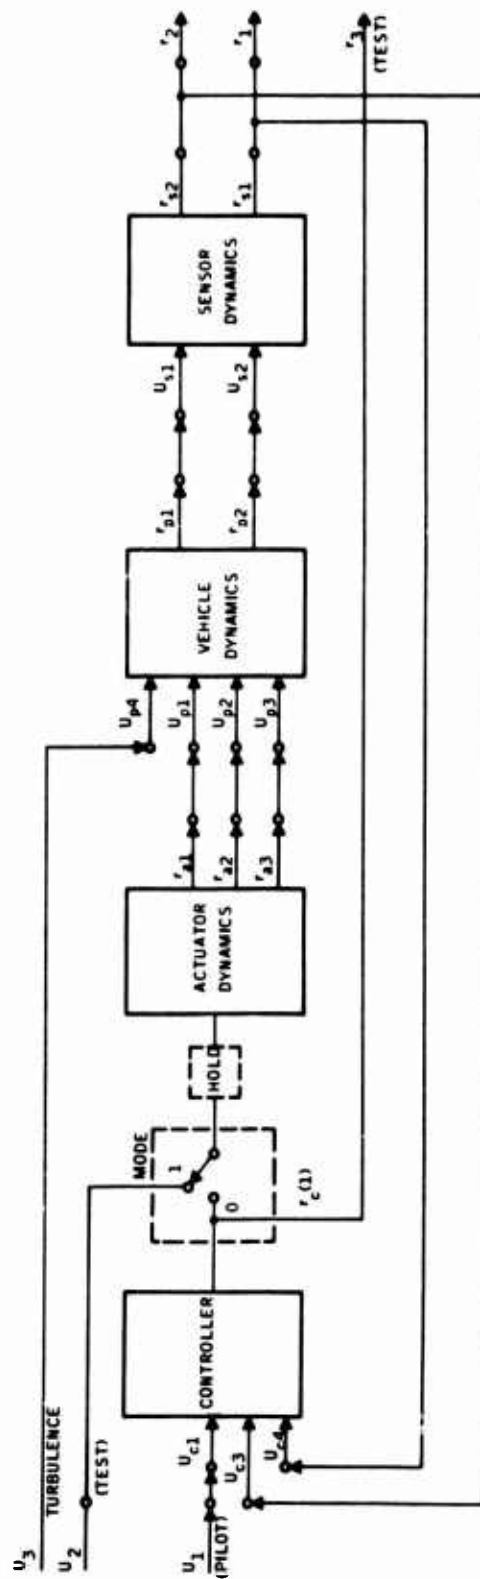 U3
TURBULENCE
U2
(TEST)
U1
(PILOT)
Uc1
Uc3
Uc4
CONTROLLER
MODE
1
0
rc(1)
HOLD
ACTUATOR
DYNAMICS
ra1
ra2
ra3
Up4
Up1
Up2
Up3
VEHICLE
DYNAMICS
rp1
rp2
Us1
Us2
SENSOR
DYNAMICS
rs2
rs1
r2
r1
r3
(TEST)